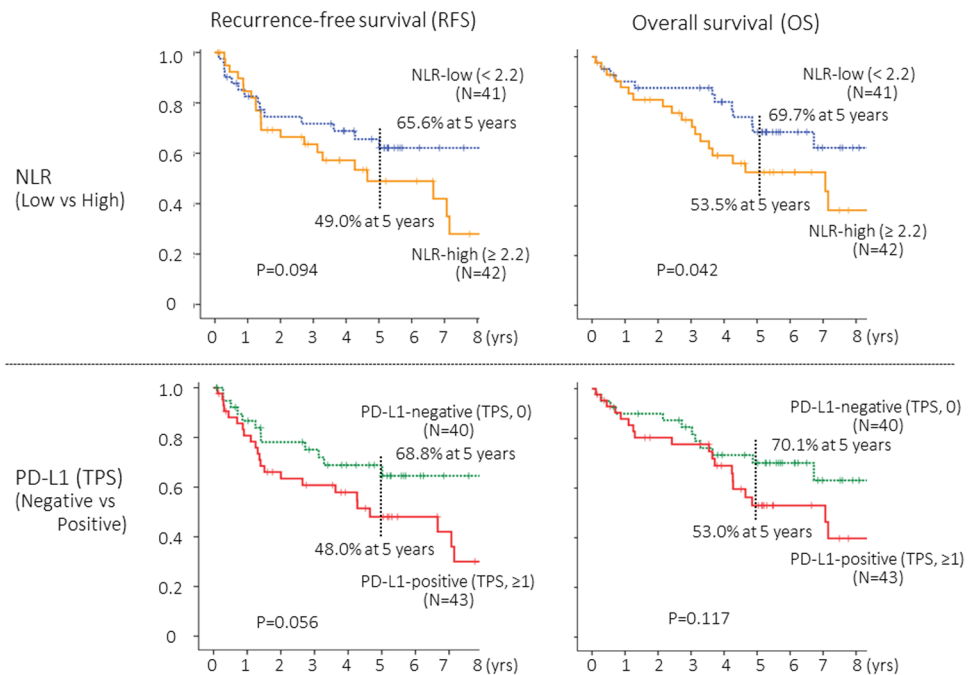 Recurrence-free survival (RFS)
Overall survival (OS)
NLR
(Low vs High)
1.0
0.8
0.6
0.4
0.2
0
NLR-low (< 2.2)
(N=41)
65.6% at 5 years
49.0% at 5 years
NLR-high (≥ 2.2)
(N=42)
P=0.094
0 1 2 3 4 5 6 7 8 (yrs)
NLR-low (< 2.2)
(N=41)
69.7% at 5 years
53.5% at 5 years
NLR-high (≥ 2.2)
(N=42)
P=0.042
0 1 2 3 4 5 6 7 8 (yrs)
PD-L1 (TPS)
(Negative vs
Positive)
1.0
0.8
0.6
0.4
0.2
0
PD-L1-negative (TPS, 0)
(N=40)
68.8% at 5 years
48.0% at 5 years
PD-L1-positive (TPS, ≥1)
(N=43)
P=0.056
0 1 2 3 4 5 6 7 8 (yrs)
PD-L1-negative (TPS, 0)
(N=40)
70.1% at 5 years
53.0% at 5 years
PD-L1-positive (TPS, ≥1)
(N=43)
P=0.117
0 1 2 3 4 5 6 7 8 (yrs)